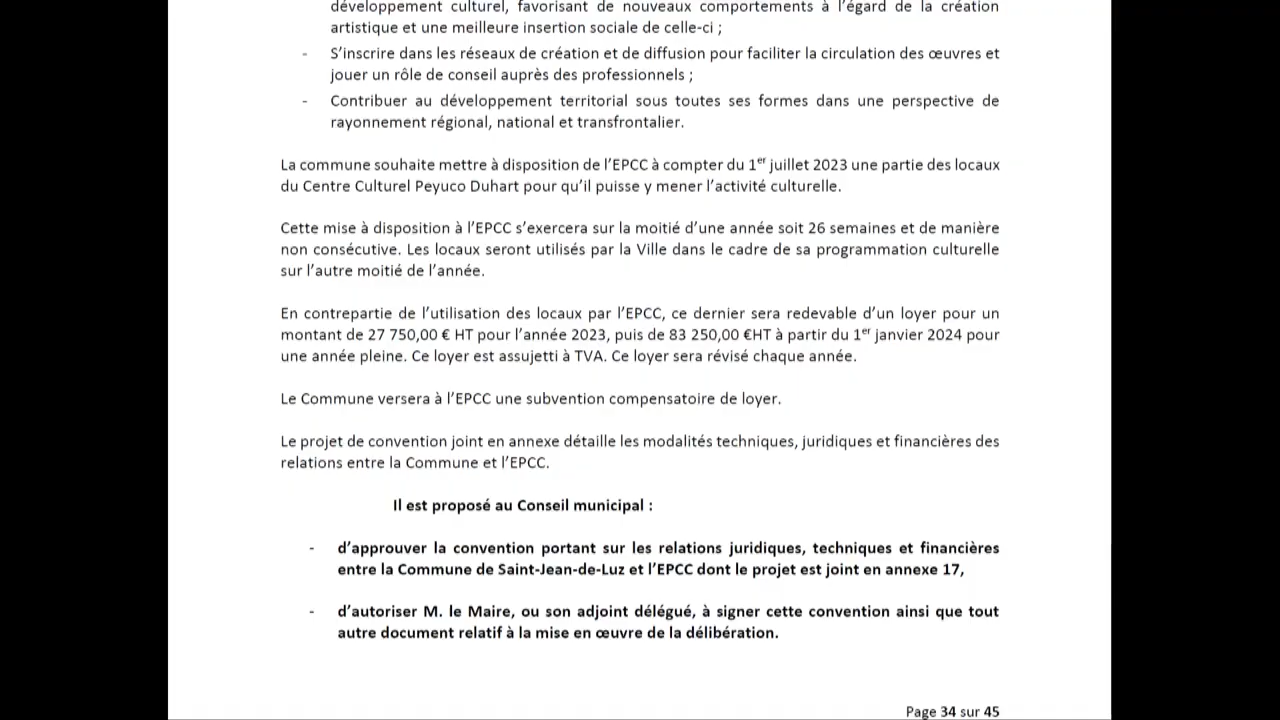 développement culturel, favorisant de nouveaux comportements à l’égard de la création
artistique et une meilleure insertion sociale de celle-ci ;
- S’inscrire dans les réseaux de création et de diffusion pour faciliter la circulation des œuvres et
jouer un rôle de conseil auprès des professionnels ;
- Contribuer au développement territorial sous toutes ses formes dans une perspective de
rayonnement régional, national et transfrontalier.
La commune souhaite mettre à disposition de l’EPCC à compter du 1er juillet 2023 une partie des locaux
du Centre Culturel Peyuco Duhart pour qu’il puisse y mener l’activité culturelle.
Cette mise à disposition à l’EPCC s’exercera sur la moitié d’une année soit 26 semaines et de manière
non consécutive. Les locaux seront utilisés par la Ville dans le cadre de sa programmation culturelle
sur l’autre moitié de l’année.
En contrepartie de l’utilisation des locaux par l’EPCC, ce dernier sera redevable d’un loyer pour un
montant de 27 750,00 € HT pour l’année 2023, puis de 83 250,00 €HT à partir du 1er janvier 2024 pour
une année pleine. Ce loyer est assujetti à TVA. Ce loyer sera révisé chaque année.
Le Commune versera à l’EPCC une subvention compensatoire de loyer.
Le projet de convention joint en annexe détaille les modalités techniques, juridiques et financières des
relations entre la Commune et l’EPCC.
Il est proposé au Conseil municipal :
- d’approuver la convention portant sur les relations juridiques, techniques et financières
entre la Commune de Saint-Jean-de-Luz et l’EPCC dont le projet est joint en annexe 17,
- d’autoriser M. le Maire, ou son adjoint délégué, à signer cette convention ainsi que tout
autre document relatif à la mise en œuvre de la délibération.
Page 34 sur 45